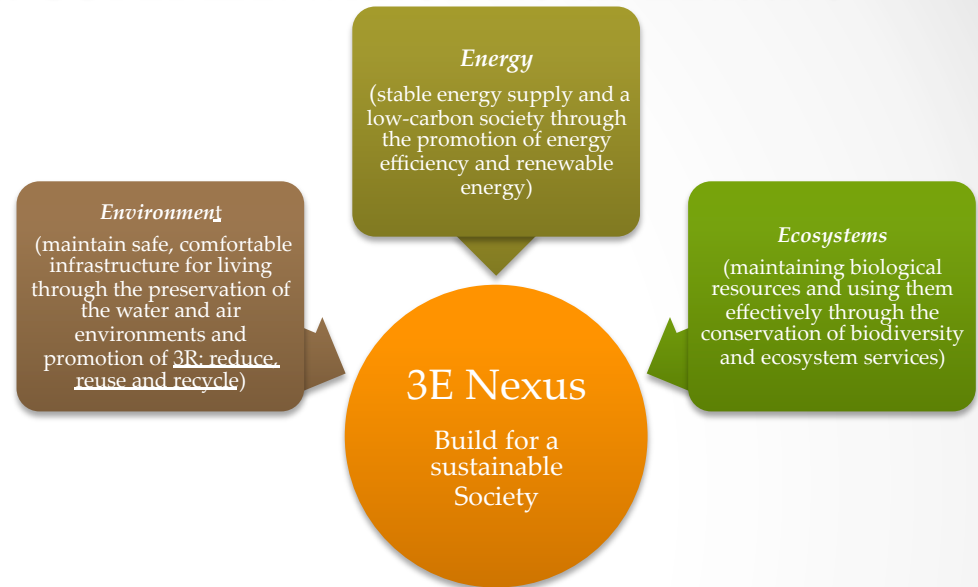 Energy
(stable energy supply and a
low-carbon society through
the promotion of energy
efficiency and renewable
energy)
Environment
(maintain safe, comfortable
infrastructure for living
through the preservation of
the water and air
environments and
promotion of 3R: reduce,
reuse and recycle)
Ecosystems
(maintaining biological
resources and using them
effectively through the
conservation of biodiversity
and ecosystem services)
3E Nexus
Build for a
sustainable
Society